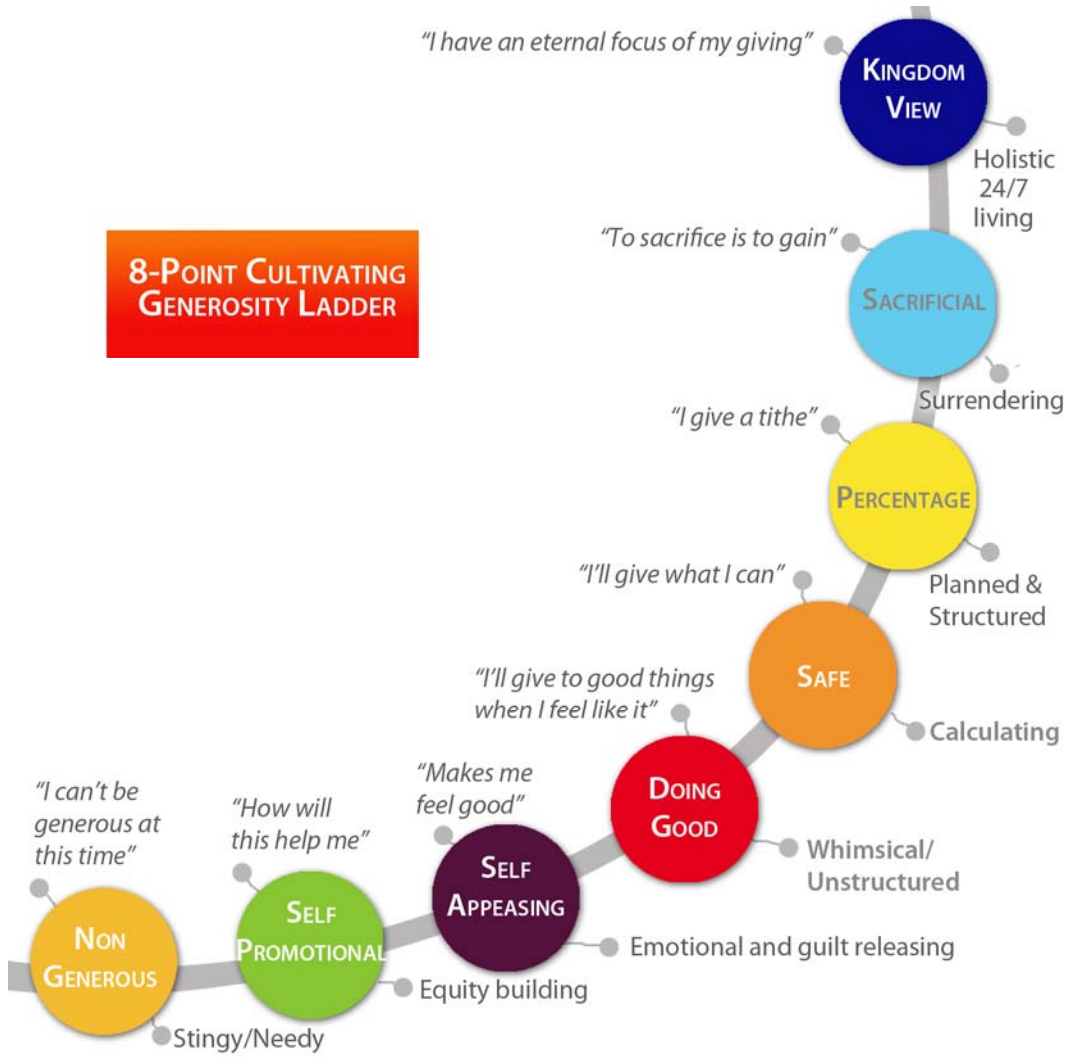 "I have an eternal focus of my giving"
KINGDOM
VIEW
Holistic
24/7
living
8-POINT CULTIVATING
GENEROSITY LADDER
"To sacrifice is to gain"
SACRIFICIAL
Surrendering
"I give a tithe"
PERCENTAGE
Planned &
Structured
"I'll give what I can"
SAFE
Calculating
"I'll give to good things
when I feel like it"
DOING
GOOD
Whimsical/
Unstructured
"Makes me
feel good"
SELF
APPEASING
Emotional and guilt releasing
"How will
this help me"
SELF
PROMOTIONAL
Equity building
"I can't be
generous at
this time"
NON
GENEROUS
Stingy/Needy